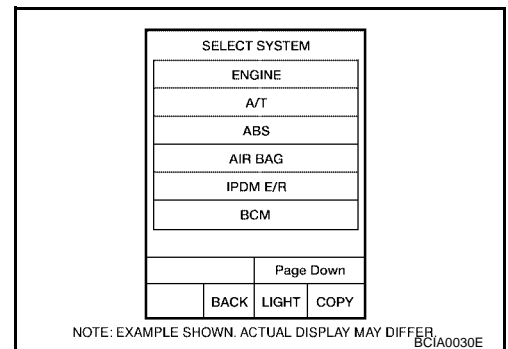 SELECT SYSTEM
ENGINE
A/T
ABS
AIR BAG
IPDM E/R
BCM
Page Down
BACK LIGHT COPY
NOTE: EXAMPLE SHOWN. ACTUAL DISPLAY MAY DIFFER.
BCIA0030E